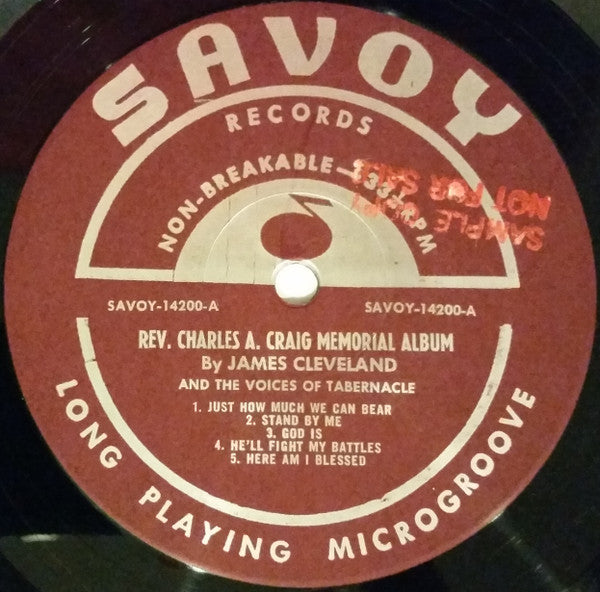 SAVOY
RECORDS
NON-BREAKABLE—33⅓ RPM
SAMPLE COPY
NOT FOR SALE
SAVOY-14200-A
SAVOY-14200-A
REV. CHARLES A. CRAIG MEMORIAL ALBUM
By JAMES CLEVELAND
AND THE VOICES OF TABERNACLE
1. JUST HOW MUCH WE CAN BEAR
2. STAND BY ME
3. GOD IS
4. HE'LL FIGHT MY BATTLES
5. HERE AM I BLESSED
LONG PLAYING MICROGROOVE